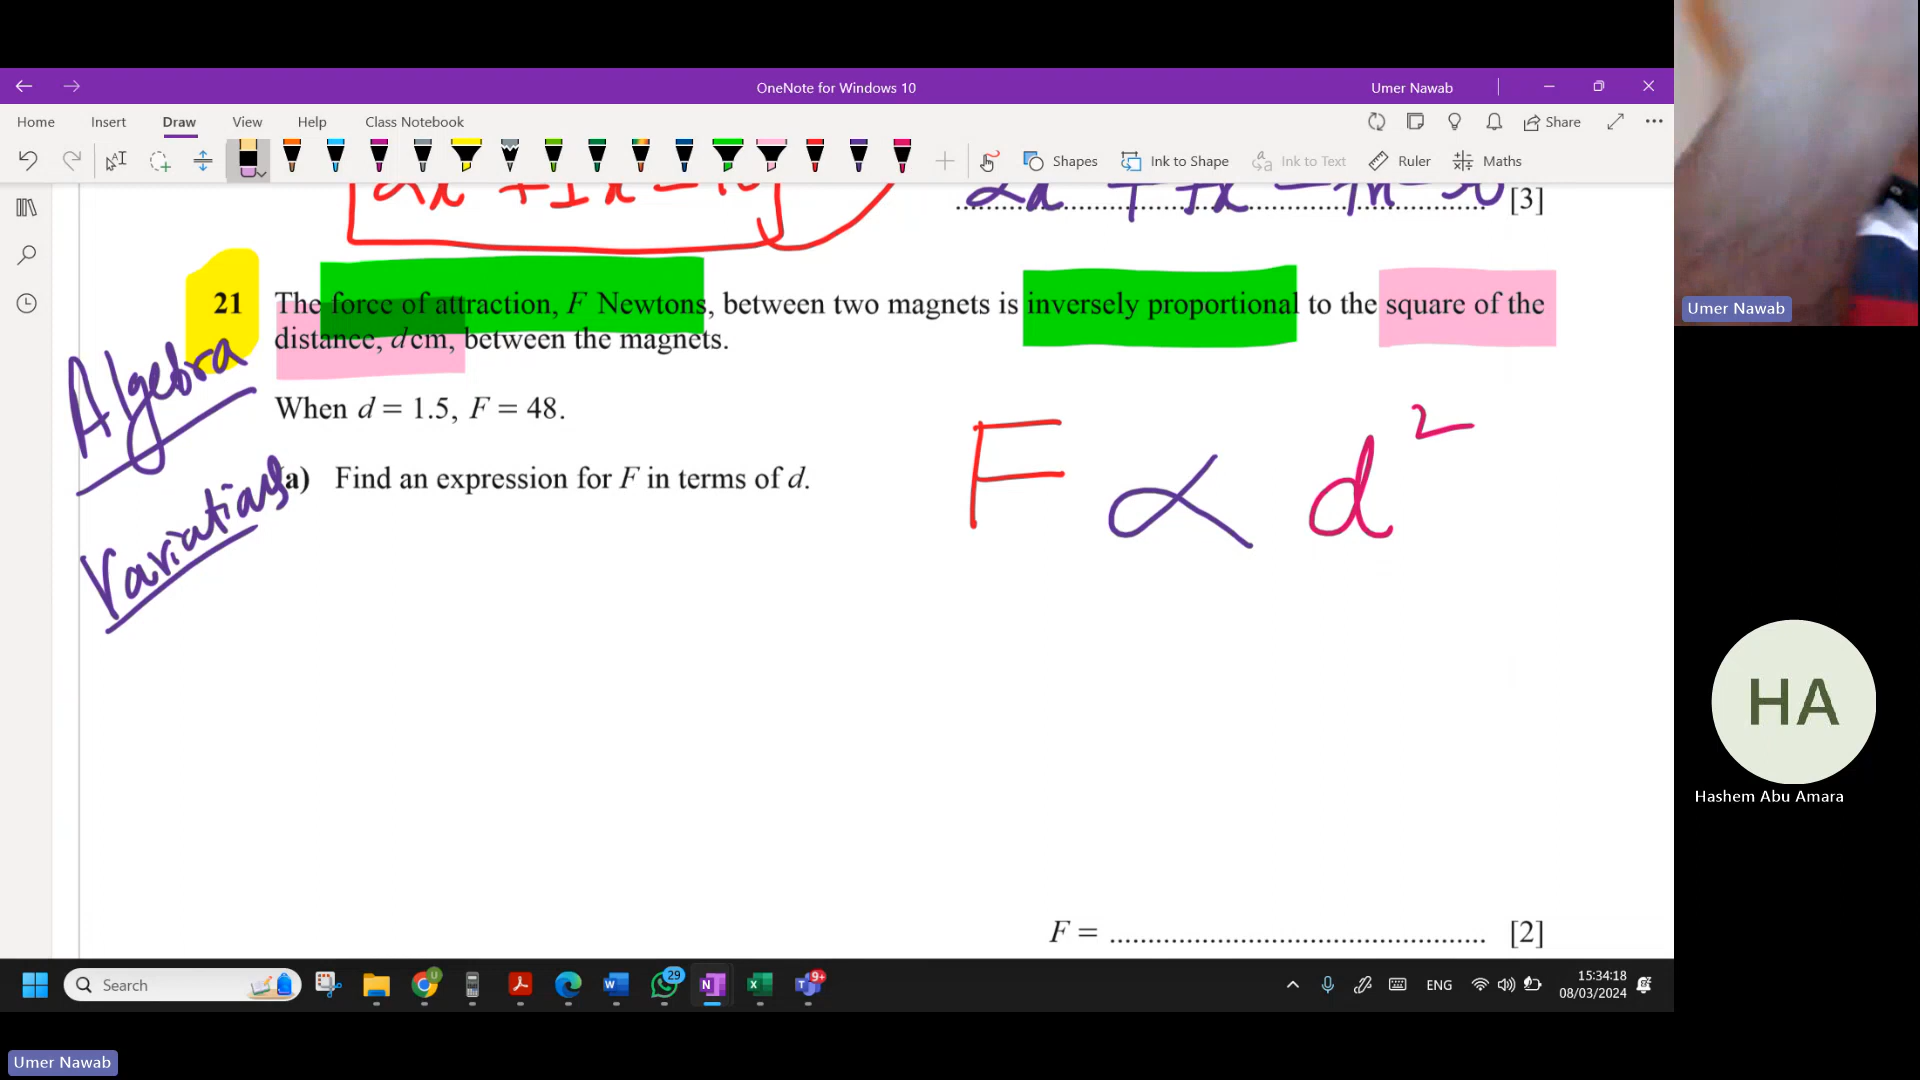 OneNote for Windows 10
Umer Nawab
Home Insert Draw View Help Class Notebook
Share
Shapes Ink to Shape Ink to Text Ruler Maths
[3]
21 The force of attraction, F Newtons, between two magnets is inversely proportional to the square of the
distance, d cm, between the magnets.
Algebra
When d = 1.5, F = 48.
F ∝ d²
(a) Find an expression for F in terms of d.
Variations
F = ................................................ [2]
Umer Nawab
HA
Hashem Abu Amara
Search
29
9+
ENG
15:34:18
08/03/2024
Umer Nawab